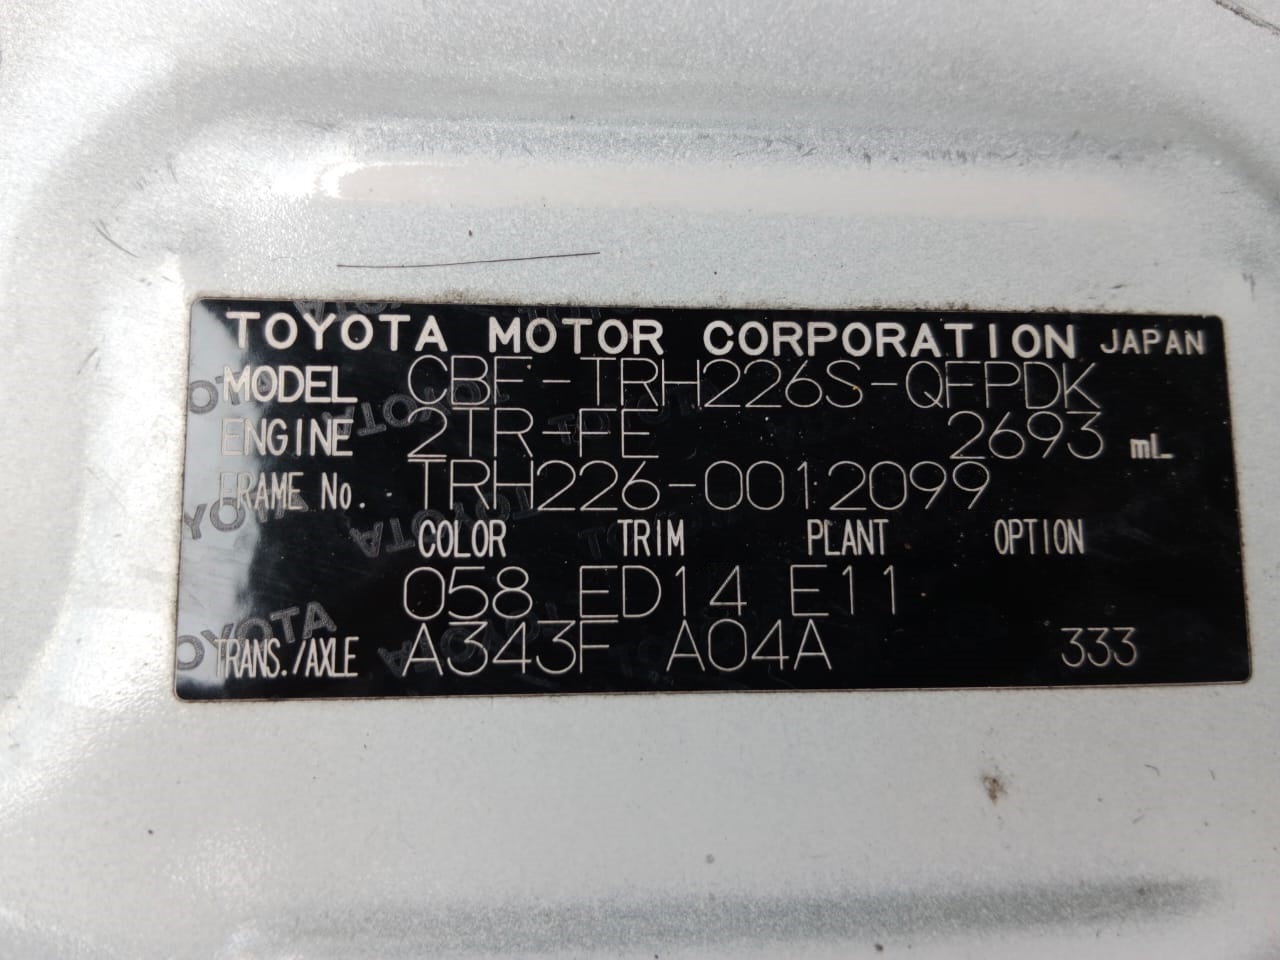 TOYOTA MOTOR CORPORATION JAPAN
MODEL CBF-TRH226S-QFPDK
ENGINE 2TR-FE 2693 mL
FRAME No. TRH226-0012099
COLOR TRIM PLANT OPTION
058 ED14 E11
TRANS./AXLE A343F A04A 333